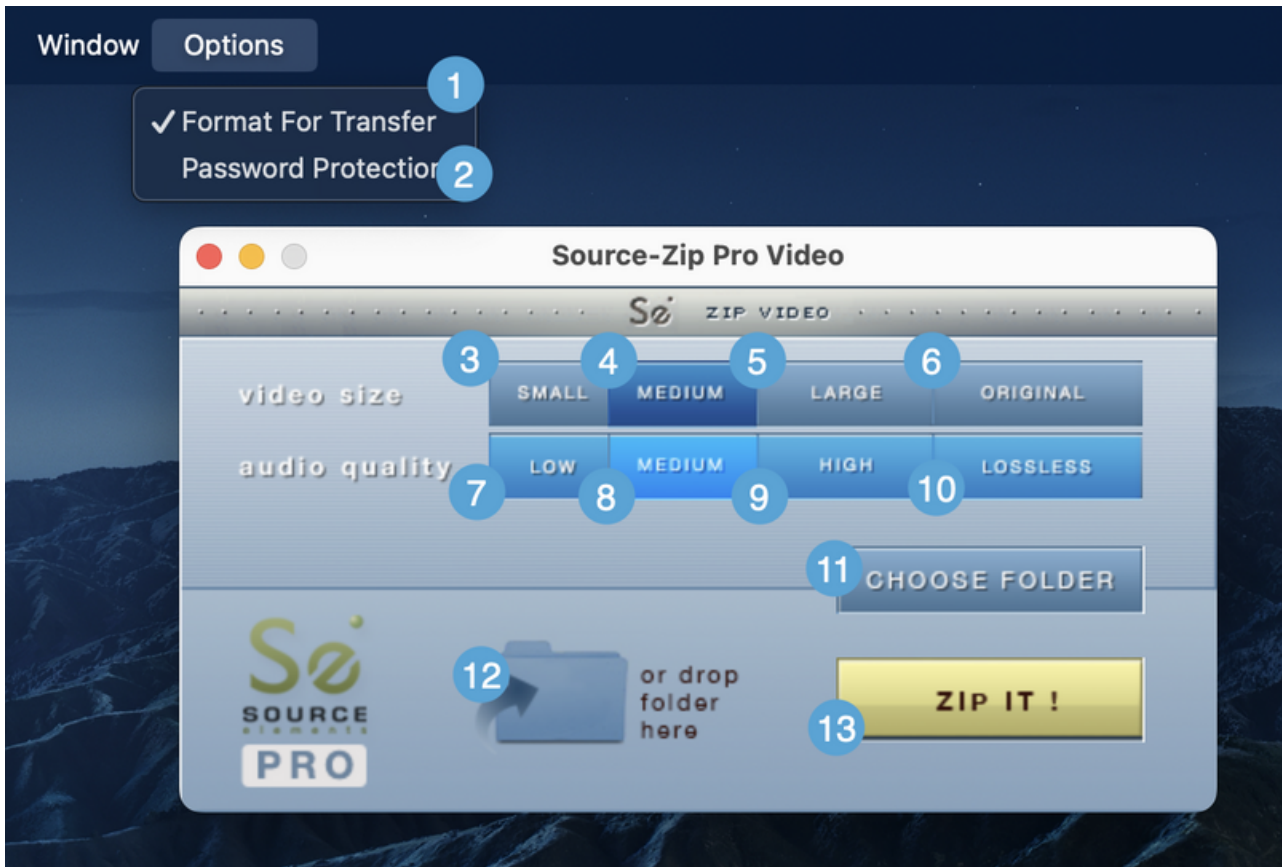 Window Options
1
✓ Format For Transfer
Password Protection
2
Source-Zip Pro Video
Se ZIP VIDEO
3 4 5 6
video size SMALL MEDIUM LARGE ORIGINAL
audio quality LOW MEDIUM HIGH LOSSLESS
7 8 9 10
11 CHOOSE FOLDER
Se
SOURCE
elements
PRO
12
or drop
folder
here
ZIP IT !
13